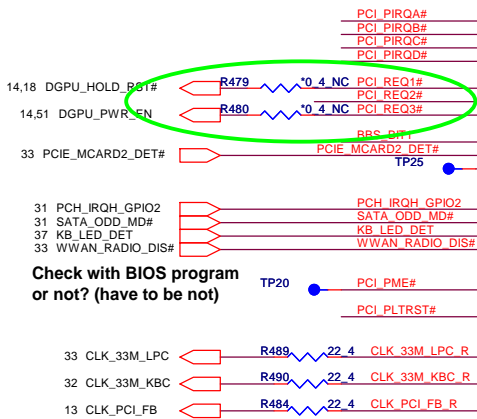 PCI_PIRQA#
PCI_PIRQB#
PCI_PIRQC#
PCI_PIRQD#
14,18 DGPU_HOLD_RST# R479 *0_4_NC PCI_REQ1#
PCI_REQ2#
14,51 DGPU_PWR_EN R480 *0_4_NC PCI_REQ3#
BBS_BIT1
33 PCIE_MCARD2_DET# PCIE_MCARD2_DET#
TP25
31 PCH_IRQH_GPIO2 PCH_IRQH_GPIO2
31 SATA_ODD_MD# SATA_ODD_MD#
37 KB_LED_DET KB_LED_DET
33 WWAN_RADIO_DIS# WWAN_RADIO_DIS#
Check with BIOS program
or not? (have to be not)
TP20 PCI_PME#
PCI_PLTRST#
33 CLK_33M_LPC R489 22_4 CLK_33M_LPC_R
32 CLK_33M_KBC R490 22_4 CLK_33M_KBC_R
13 CLK_PCI_FB R484 22_4 CLK_PCI_FB_R